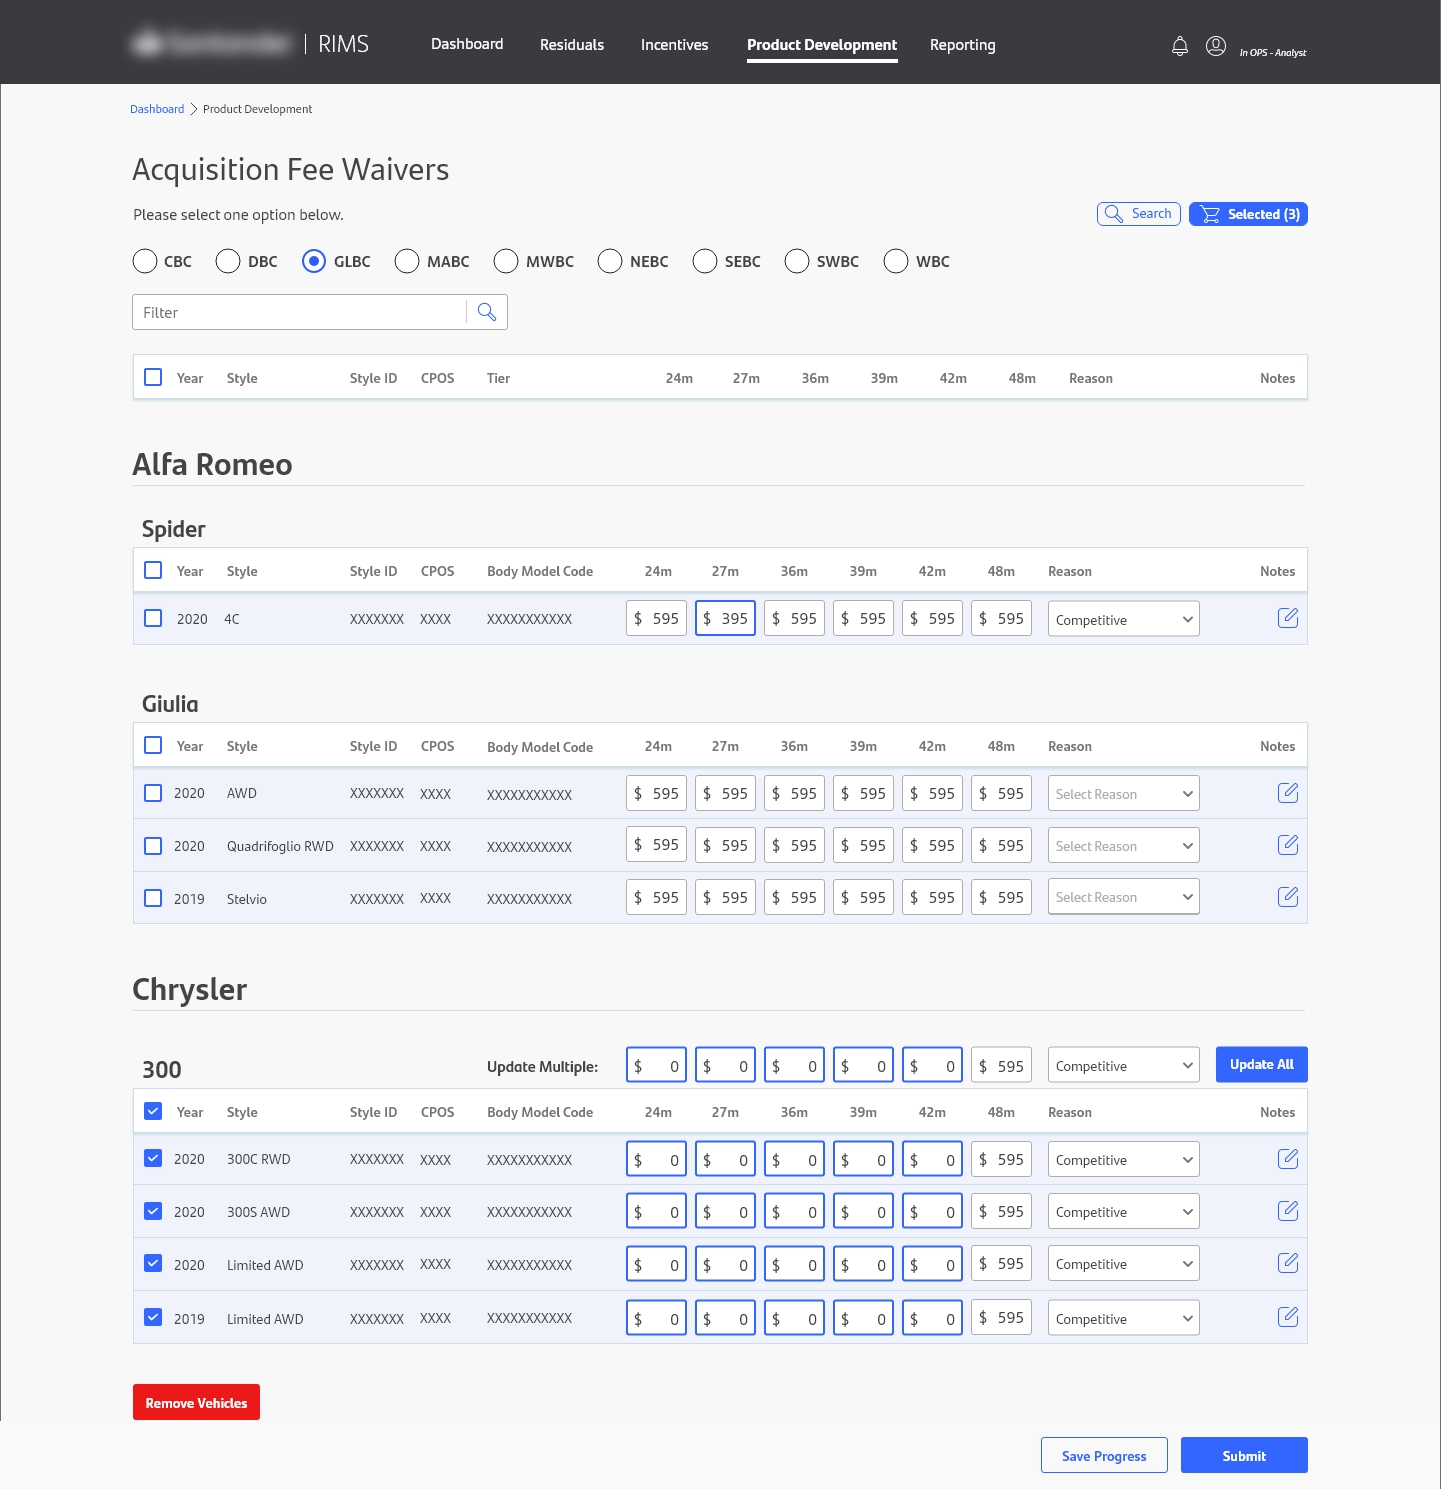 RIMS Dashboard Residuals Incentives Product Development Reporting In OPS - Analyst
Dashboard Product Development
Acquisition Fee Waivers
Please select one option below. Search Selected (3)
CBC DBC GLBC MABC MWBC NEBC SEBC SWBC WBC
Filter
Year Style Style ID CPOS Tier 24m 27m 36m 39m 42m 48m Reason Notes
Alfa Romeo
Spider
Year Style Style ID CPOS Body Model Code 24m 27m 36m 39m 42m 48m Reason Notes
2020 4C XXXXXXX XXXX XXXXXXXXXXX $ 595 $ 395 $ 595 $ 595 $ 595 $ 595 Competitive
Giulia
Year Style Style ID CPOS Body Model Code 24m 27m 36m 39m 42m 48m Reason Notes
2020 AWD XXXXXXX XXXX XXXXXXXXXXX $ 595 $ 595 $ 595 $ 595 $ 595 $ 595 Select Reason
2020 Quadrifoglio RWD XXXXXXX XXXX XXXXXXXXXXX $ 595 $ 595 $ 595 $ 595 $ 595 $ 595 Select Reason
2019 Stelvio XXXXXXX XXXX XXXXXXXXXXX $ 595 $ 595 $ 595 $ 595 $ 595 $ 595 Select Reason
Chrysler
300 Update Multiple: $ 0 $ 0 $ 0 $ 0 $ 0 $ 595 Competitive Update All
Year Style Style ID CPOS Body Model Code 24m 27m 36m 39m 42m 48m Reason Notes
2020 300C RWD XXXXXXX XXXX XXXXXXXXXXX $ 0 $ 0 $ 0 $ 0 $ 0 $ 595 Competitive
2020 300S AWD XXXXXXX XXXX XXXXXXXXXXX $ 0 $ 0 $ 0 $ 0 $ 0 $ 595 Competitive
2020 Limited AWD XXXXXXX XXXX XXXXXXXXXXX $ 0 $ 0 $ 0 $ 0 $ 0 $ 595 Competitive
2019 Limited AWD XXXXXXX XXXX XXXXXXXXXXX $ 0 $ 0 $ 0 $ 0 $ 0 $ 595 Competitive
Remove Vehicles
Save Progress Submit